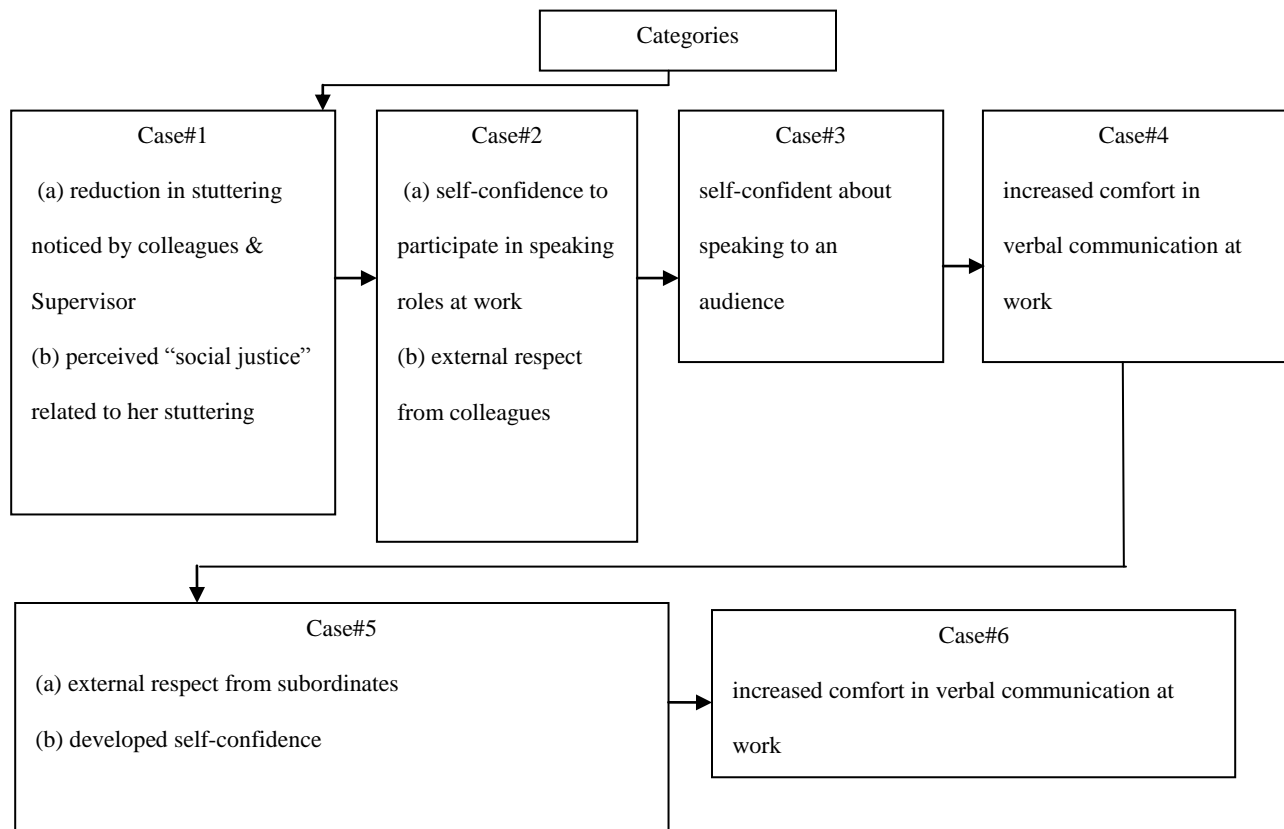 Categories
Case#1
(a) reduction in stuttering
noticed by colleagues &
Supervisor
(b) perceived “social justice”
related to her stuttering
Case#2
(a) self-confidence to
participate in speaking
roles at work
(b) external respect
from colleagues
Case#3
self-confident about
speaking to an
audience
Case#4
increased comfort in
verbal communication at
work
Case#5
(a) external respect from subordinates
(b) developed self-confidence
Case#6
increased comfort in verbal communication at
work